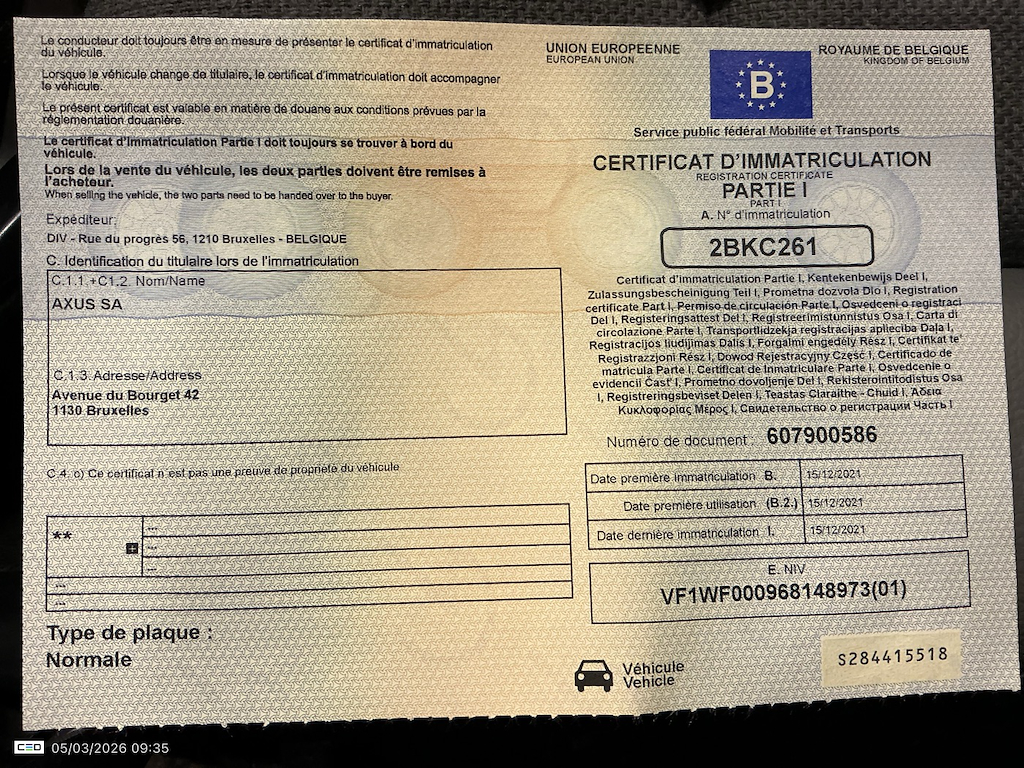 Le conducteur doit toujours être en mesure de présenter le certificat d'immatriculation
du véhicule.
Lorsque le véhicule change de titulaire, le certificat d'immatriculation doit accompagner
le véhicule.
Le présent certificat est valable en matière de douane aux conditions prévues par la
réglementation douanière.
Le certificat d'immatriculation Partie I doit toujours se trouver à bord du
véhicule.
Lors de la vente du véhicule, les deux parties doivent être remises à
l'acheteur.
When selling the vehicle, the two parts need to be handed over to the buyer.
Expéditeur:
DIV - Rue du progrès 56, 1210 Bruxelles - BELGIQUE
C. Identification du titulaire lors de l'immatriculation
C.1.1.+C1.2. Nom/Name
AXUS SA
C.1.3. Adresse/Address
Avenue du Bourget 42
1130 Bruxelles
C.4. c) Ce certificat n'est pas une preuve de propriété du véhicule
**
---
---
---
---
---
Type de plaque :
Normale
UNION EUROPEENNE
EUROPEAN UNION
B
ROYAUME DE BELGIQUE
KINGDOM OF BELGIUM
Service public fédéral Mobilité et Transports
CERTIFICAT D'IMMATRICULATION
REGISTRATION CERTIFICATE
PARTIE I
PART I
A. N° d'immatriculation
2BKC261
Certificat d'immatriculation Partie I, Kentekenbewijs Deel I,
Zulassungsbescheinigung Teil I, Prometna dozvola Dio I, Registration
certificate Part I, Permiso de circulación Parte I, Osvedceni o registraci
Del I, Registeringsattest Del I, Registreerimistunnistus Osa I, Carta di
circolazione Parte I, Transportlidzekja registracijas aplieciba Daļa I,
Registracijos liudijimas Dalis I, Forgalmi engedély Rész I, Certifikat te'
Registrazzjoni Rész I, Dowod Rejestracyjny Część I, Certificado de
matricula Parte I, Certificat de Inmatriculare Parte I, Osvedcenie o
evidencii Časť I, Prometno dovoljenje Del I, Rekisterointitodistus Osa
I, Registreringsbeviset Delen I, Teastas Claraithe - Chuid I, Άδεια
Κυκλοφορίας Μέρος I, Свидетельство о регистрации Часть I
Numéro de document : 607900586
Date première immatriculation B. 15/12/2021
Date première utilisation (B.2.) 15/12/2021
Date dernière immatriculation I. 15/12/2021
E. NIV
VF1WF000968148973(01)
Véhicule
Vehicle
S284415518
CEO 05/03/2026 09:35